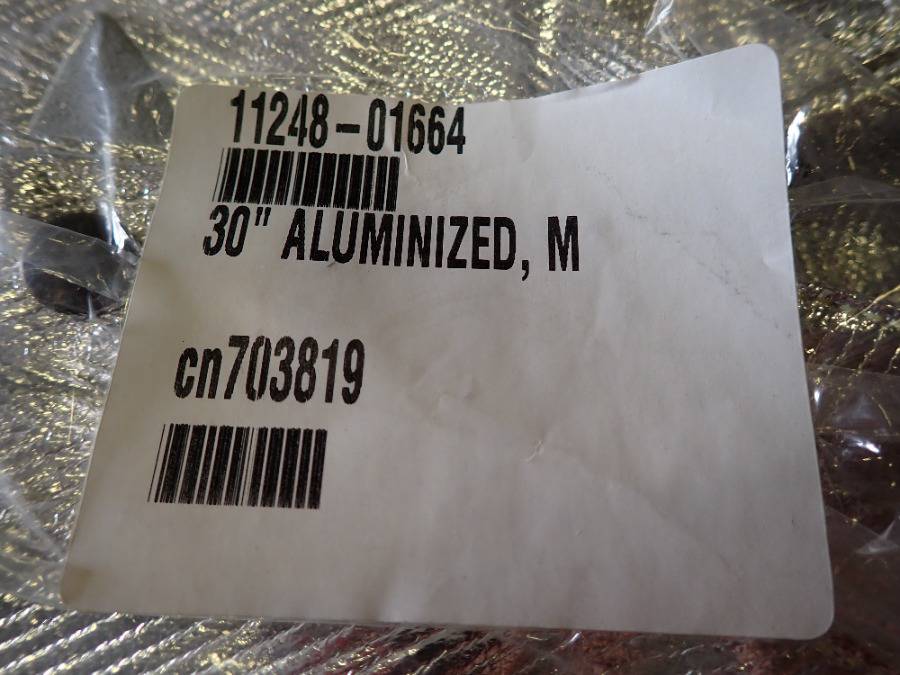 11248-01664
30" ALUMINIZED, M
cn703819